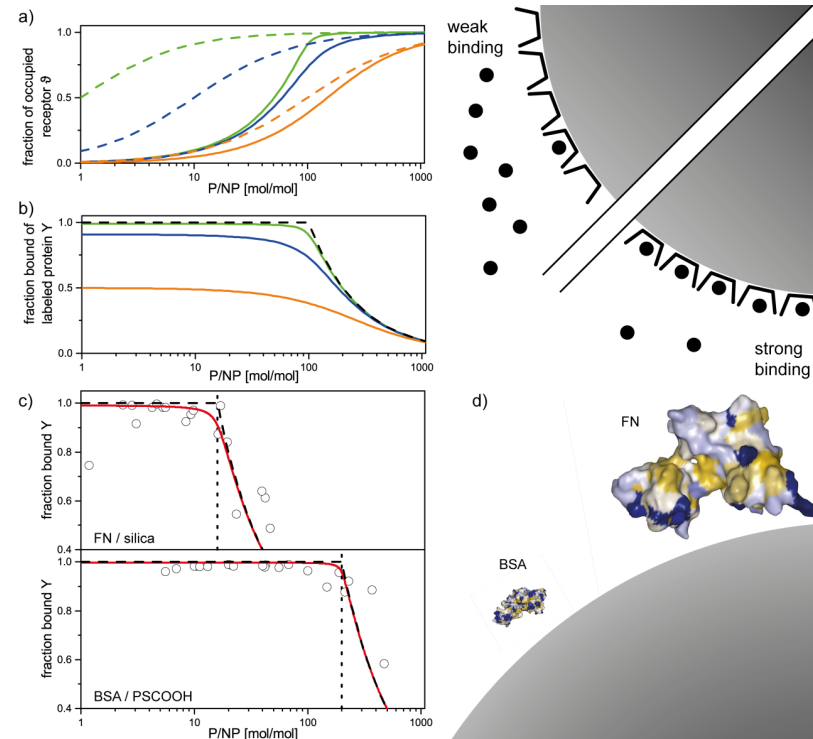 a)
1.0
0.5
0.0
fraction of occupied
receptor ϑ
1
10
100
1000
P/NP [mol/mol]
b)
1.0
0.5
0.0
fraction bound of
labeled protein Y
1
10
100
1000
P/NP [mol/mol]
weak
binding
strong
binding
c)
1.0
0.8
0.6
0.4
fraction bound Y
FN / silica
1.0
0.8
0.6
0.4
fraction bound Y
BSA / PSCOOH
1
10
100
1000
P/NP [mol/mol]
d)
FN
BSA